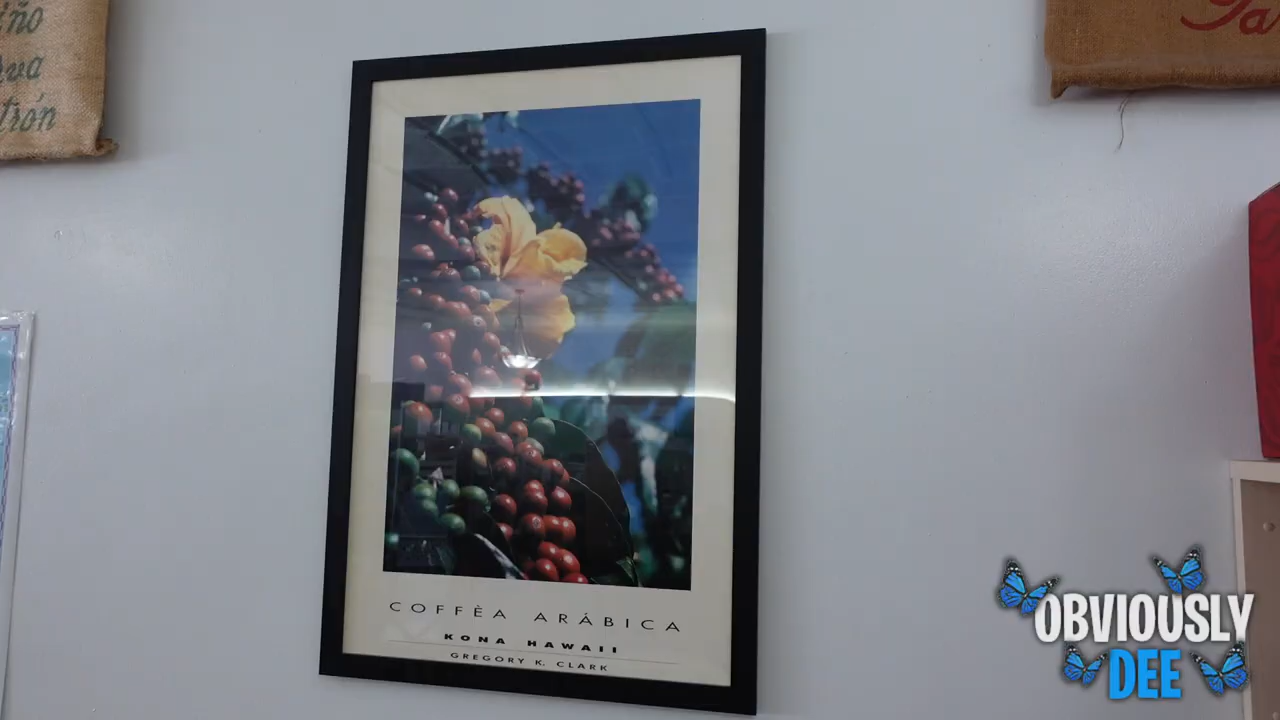 COFFÈA ARÁBICA
KONA HAWAII
GREGORY K. CLARK
OBVIOUSLY
DEE